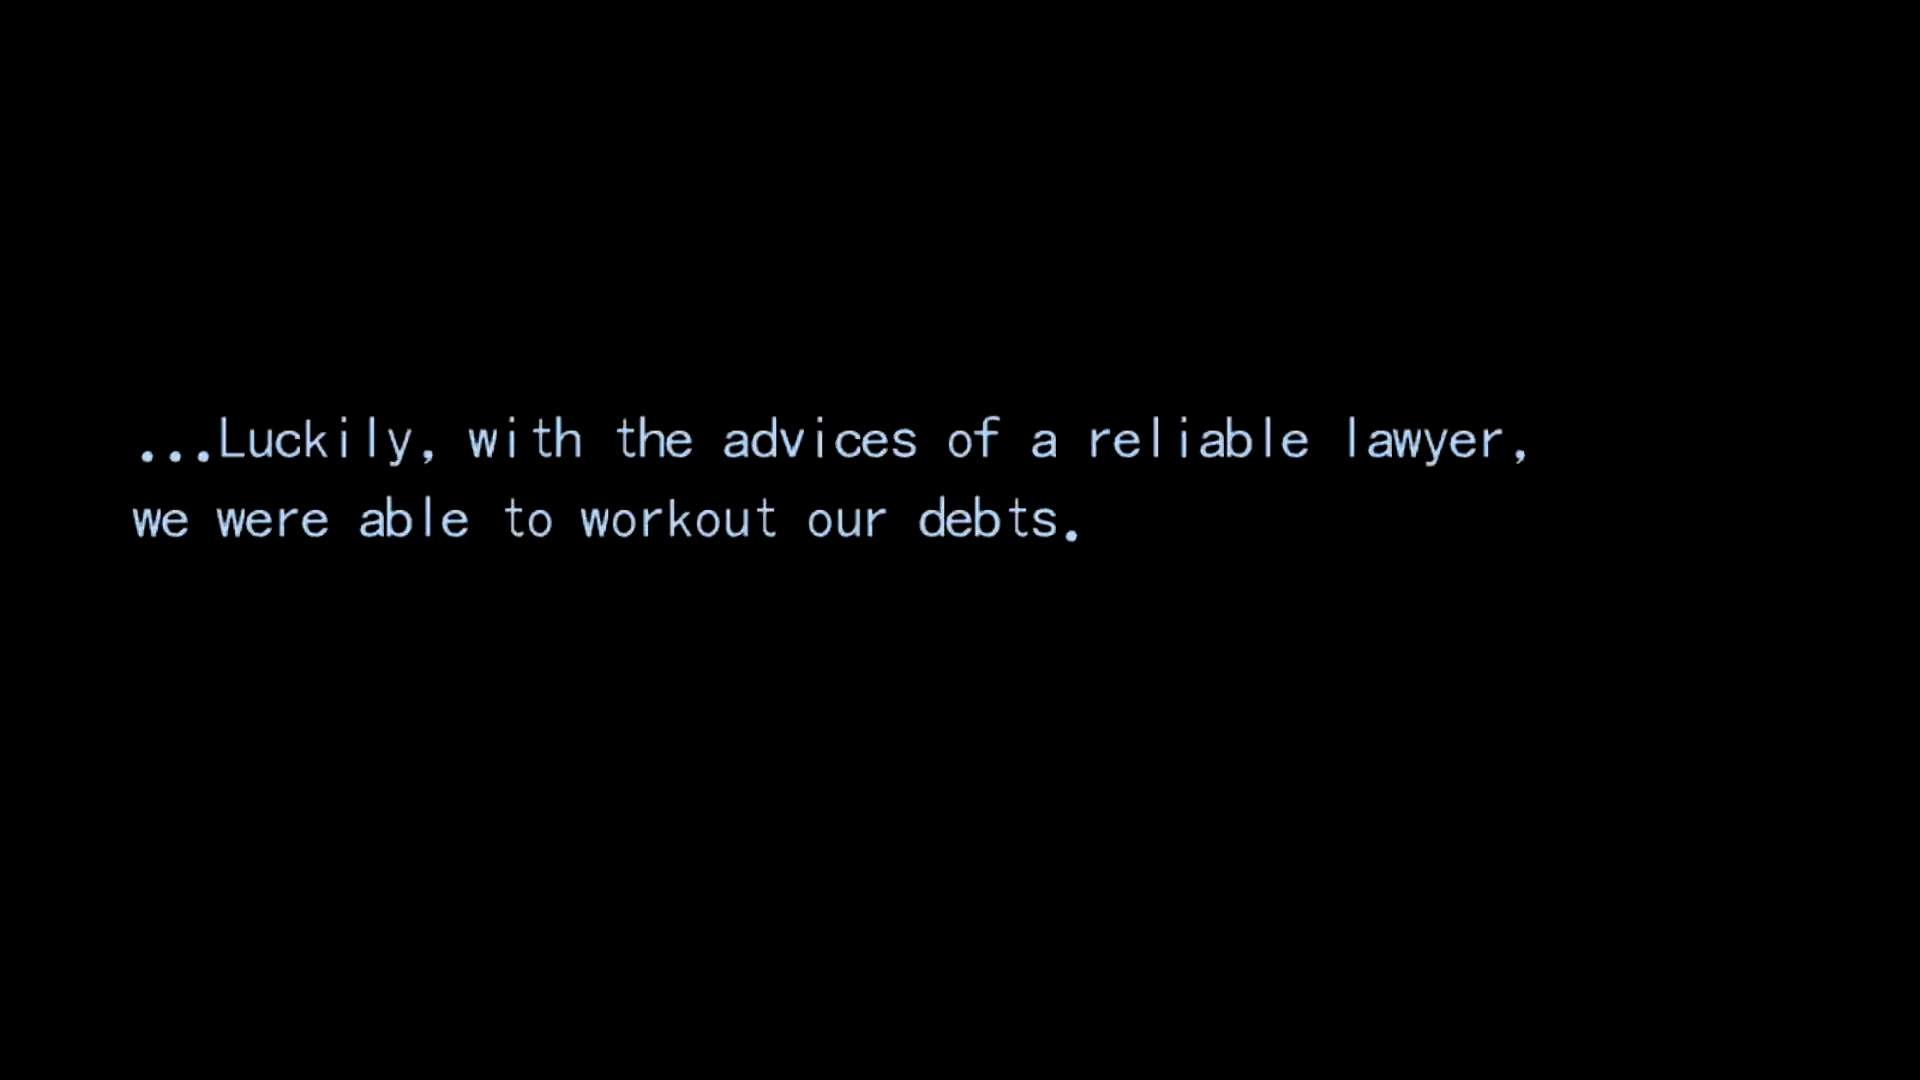 ...Luckily, with the advices of a reliable lawyer,
we were able to workout our debts.